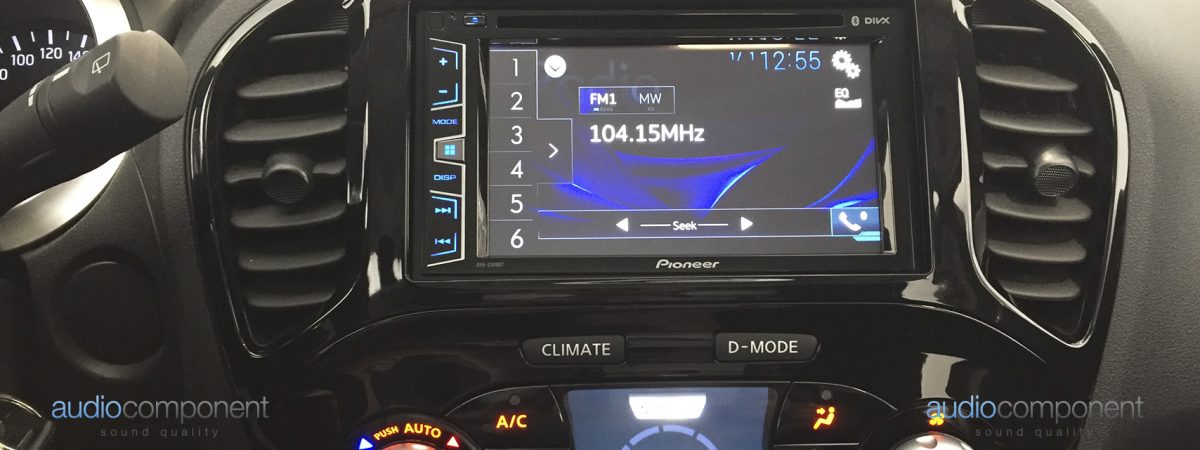 DIVX
12:55
100 120 140
+
-
MODE
DISP
1
2
3
4
5
6
FM1 MW
104.15MHz
EQ
Seek
Pioneer
CLIMATE
D-MODE
PUSH AUTO
A/C
audiocomponent
sound quality
audiocomponent
sound quality